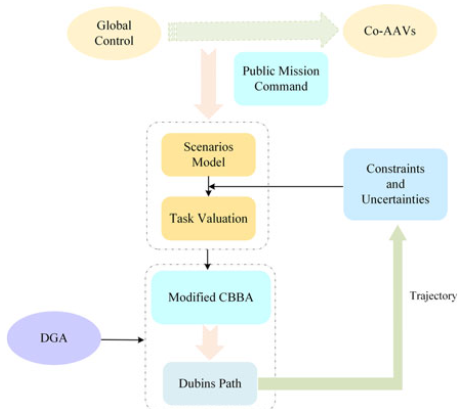 Global
Control
Co-AAVs
Public Mission
Command
Scenarios
Model
Constraints
and
Uncertainties
Task Valuation
Modified CBBA
Trajectory
DGA
Dubins Path